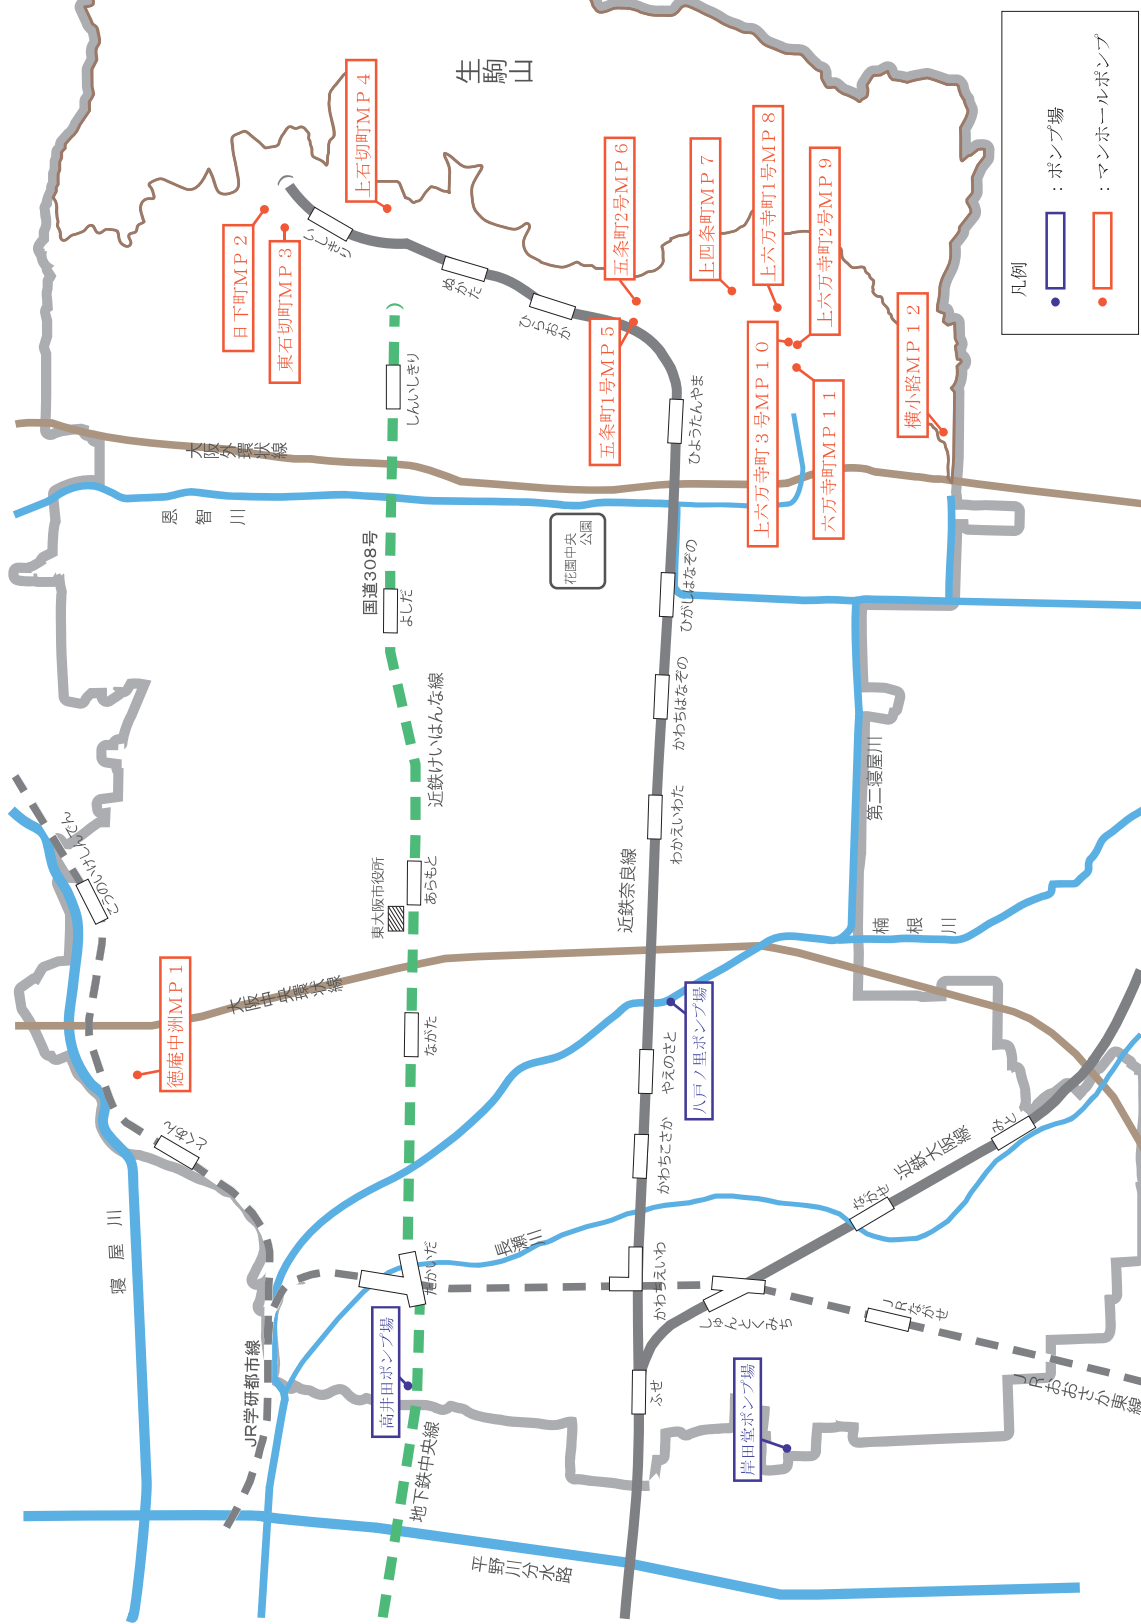 生駒山
上石切町MP 4
日下町MP 2
東石切町MP 3
五条町2号MP 6
五条町1号MP 5
上四条町MP 7
上六万寺町1号MP 8
上六万寺町2号MP 9
上六万寺町3号MP 10
六万寺町MP 11
横小路MP 12
徳庵中洲MP 1
凡例
：ポンプ場
：マンホールポンプ
いしきり
ぬかた
ひらおか
ひょうたんやま
ひがしはなぞの
かわちはなぞの
わかえいわた
やえのさと
かわちこさか
かわちえいわ
ふせ
しんいしきり
よしだ
あらもと
ながた
たかいだ
こうのいけしんでん
とくあん
しゅんとくみち
JRながせ
ながせ
みと
大阪外環状線
恩智川
国道308号
花園中央
公園
近鉄けいはんな線
東大阪市役所
近鉄奈良線
第二寝屋川
楠根川
大阪中央環状線
八戸ノ里ポンプ場
近鉄大阪線
長瀬川
寝屋川
JR学研都市線
高井田ポンプ場
岸田堂ポンプ場
地下鉄中央線
平野川分水路
JRおおさか東線